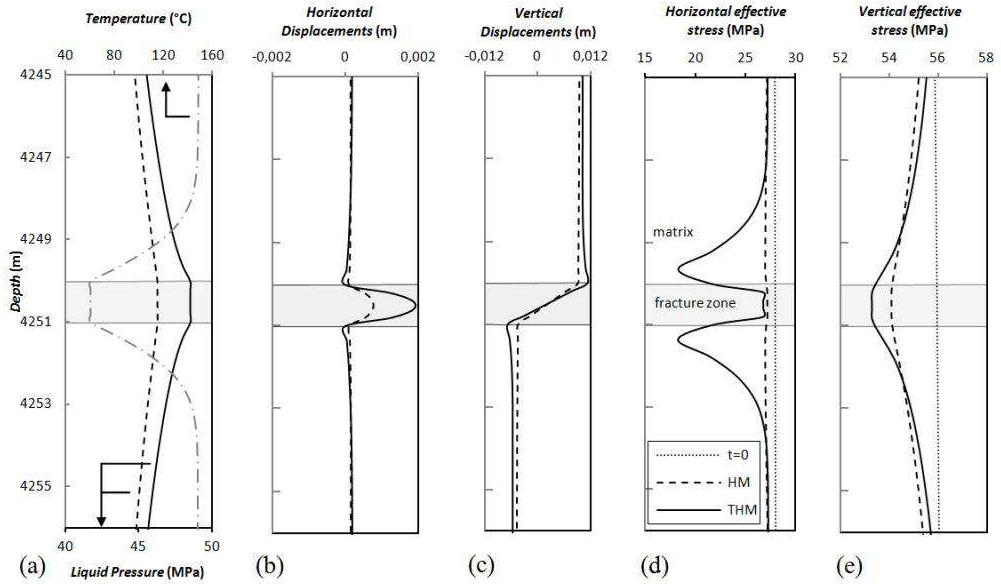 Temperature (°C)
40 80 120 160
Horizontal
Displacements (m)
-0,002 0 0,002
Vertical
Displacements (m)
-0,012 0 0,012
Horizontal effective
stress (MPa)
15 20 25 30
Vertical effective
stress (MPa)
52 54 56 58
Depth (m)
4245
4247
4249
4251
4253
4255
matrix
fracture zone
t=0
HM
THM
40 45 50
Liquid Pressure (MPa)
(a) (b) (c) (d) (e)